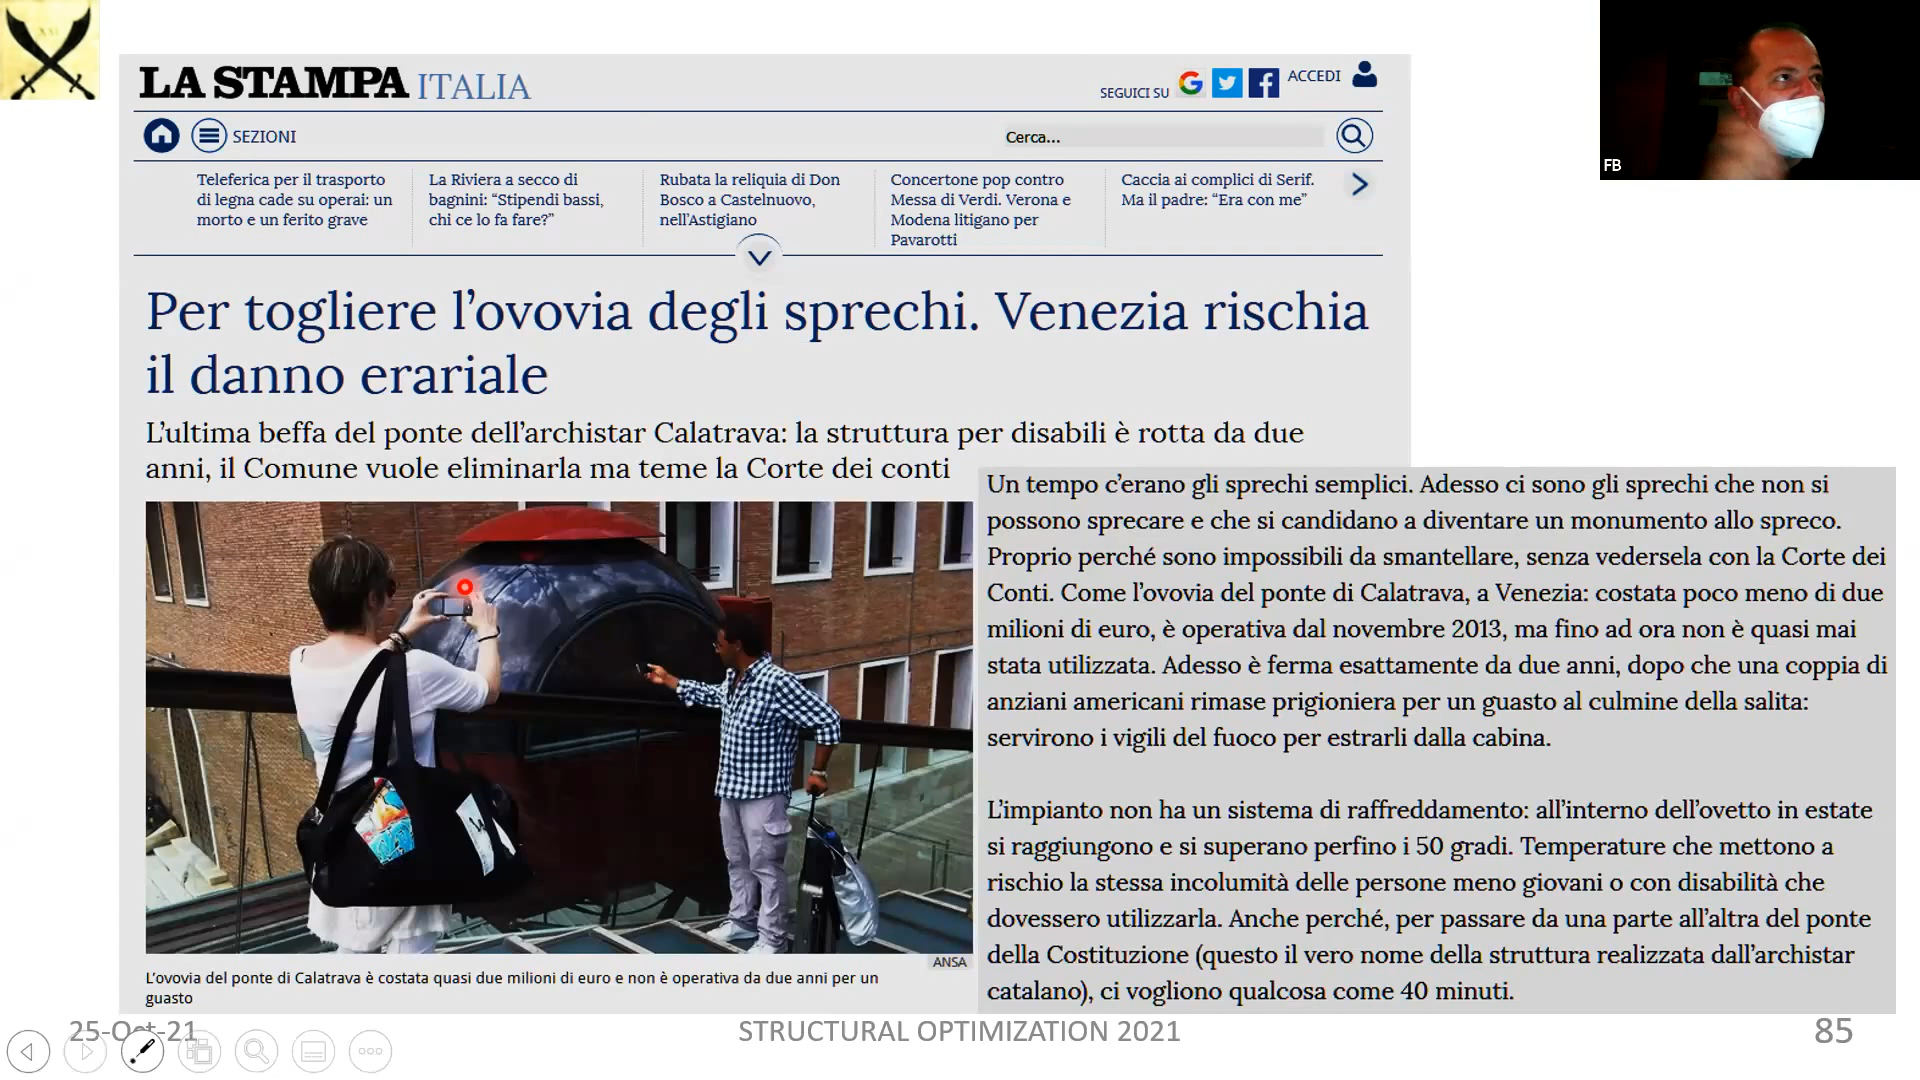 LA STAMPA ITALIA
SEGUICI SU
ACCEDI
SEZIONI
Cerca...
Teleferica per il trasporto
di legna cade su operai: un
morto e un ferito grave
La Riviera a secco di
bagnini: “Stipendi bassi,
chi ce lo fa fare?”
Rubata la reliquia di Don
Bosco a Castelnuovo,
nell’Astigiano
Concertone pop contro
Messa di Verdi. Verona e
Modena litigano per
Pavarotti
Caccia ai complici di Serif.
Ma il padre: “Era con me”
Per togliere l’ovovia degli sprechi. Venezia rischia
il danno erariale
L’ultima beffa del ponte dell’archistar Calatrava: la struttura per disabili è rotta da due
anni, il Comune vuole eliminarla ma teme la Corte dei conti
ANSA
L’ovovia del ponte di Calatrava è costata quasi due milioni di euro e non è operativa da due anni per un
guasto
Un tempo c’erano gli sprechi semplici. Adesso ci sono gli sprechi che non si
possono sprecare e che si candidano a diventare un monumento allo spreco.
Proprio perché sono impossibili da smantellare, senza vedersela con la Corte dei
Conti. Come l’ovovia del ponte di Calatrava, a Venezia: costata poco meno di due
milioni di euro, è operativa dal novembre 2013, ma fino ad ora non è quasi mai
stata utilizzata. Adesso è ferma esattamente da due anni, dopo che una coppia di
anziani americani rimase prigioniera per un guasto al culmine della salita:
servirono i vigili del fuoco per estrarli dalla cabina.
L’impianto non ha un sistema di raffreddamento: all’interno dell’ovetto in estate
si raggiungono e si superano perfino i 50 gradi. Temperature che mettono a
rischio la stessa incolumità delle persone meno giovani o con disabilità che
dovessero utilizzarla. Anche perché, per passare da una parte all’altra del ponte
della Costituzione (questo il vero nome della struttura realizzata dall’archistar
catalano), ci vogliono qualcosa come 40 minuti.
FB
25-Oct-21
STRUCTURAL OPTIMIZATION 2021
85